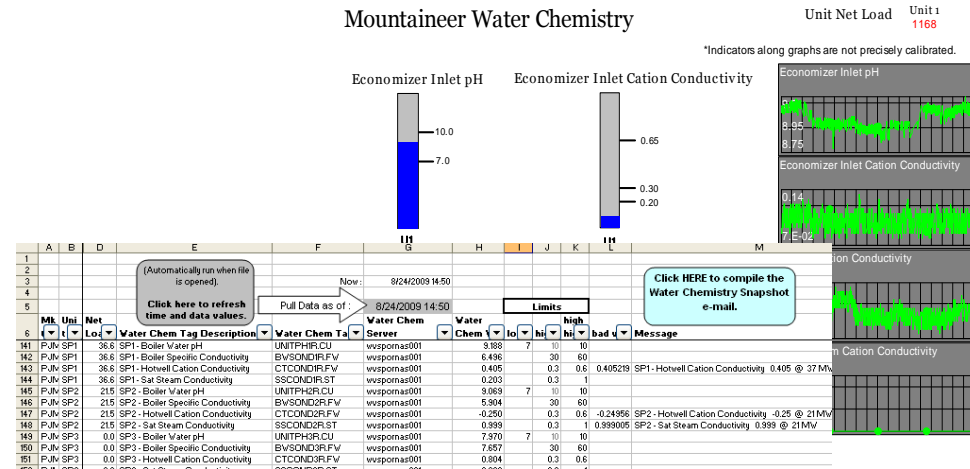 Mountaineer Water Chemistry
Unit Net Load
Unit 1
1168
*Indicators along graphs are not precisely calibrated.
Economizer Inlet pH
10.0
7.0
U1
Economizer Inlet Cation Conductivity
0.65
0.30
0.20
U1
Economizer Inlet pH
8.95
8.75
Economizer Inlet Cation Conductivity
0.14
7.E-02
ion Conductivity
n Cation Conductivity
A B D E F G H I J K L M
1
2
3 Now: 8/24/2009 14:50
4
5 Pull Data as of: 8/24/2009 14:50 Limits
(Automatically run when file
is opened).
Click here to refresh
time and data values.
Click HERE to compile the
Water Chemistry Snapshot
e-mail.
Mk Uni Net Water Chem Water high
6 t Loa Water Chem Tag Description Water Chem Ta Server Chem lo hi hi bad v Message
141 PJM SP1 36.6 SP1 - Boiler Water pH UNITPH1R.CU wvspornas001 9.188 7 10 10
142 PJM SP1 36.6 SP1 - Boiler Specific Conductivity BWSOND1R.FW wvspornas001 6.496 30 60
143 PJM SP1 36.6 SP1 - Hotwell Cation Conductivity CTCOND1R.FW wvspornas001 0.405 0.3 0.6 0.405219 SP1 - Hotwell Cation Conductivity 0.405 @ 37 MW
144 PJM SP1 36.6 SP1 - Sat Steam Conductivity SSCOND1R.ST wvspornas001 0.203 0.3 1
145 PJM SP2 21.5 SP2 - Boiler Water pH UNITPH2R.CU wvspornas001 9.069 7 10 10
146 PJM SP2 21.5 SP2 - Boiler Specific Conductivity BWSOND2R.FW wvspornas001 5.904 30 60
147 PJM SP2 21.5 SP2 - Hotwell Cation Conductivity CTCOND2R.FW wvspornas001 -0.250 0.3 0.6 -0.24956 SP2 - Hotwell Cation Conductivity -0.25 @ 21 MW
148 PJM SP2 21.5 SP2 - Sat Steam Conductivity SSCOND2R.ST wvspornas001 0.999 0.3 1 0.999005 SP2 - Sat Steam Conductivity 0.999 @ 21 MW
149 PJM SP3 0.0 SP3 - Boiler Water pH UNITPH3R.CU wvspornas001 7.970 7 10 10
150 PJM SP3 0.0 SP3 - Boiler Specific Conductivity BWSOND3R.FW wvspornas001 7.657 30 60
151 PJM SP3 0.0 SP3 - Hotwell Cation Conductivity CTCOND3R.FW wvspornas001 0.804 0.3 0.6